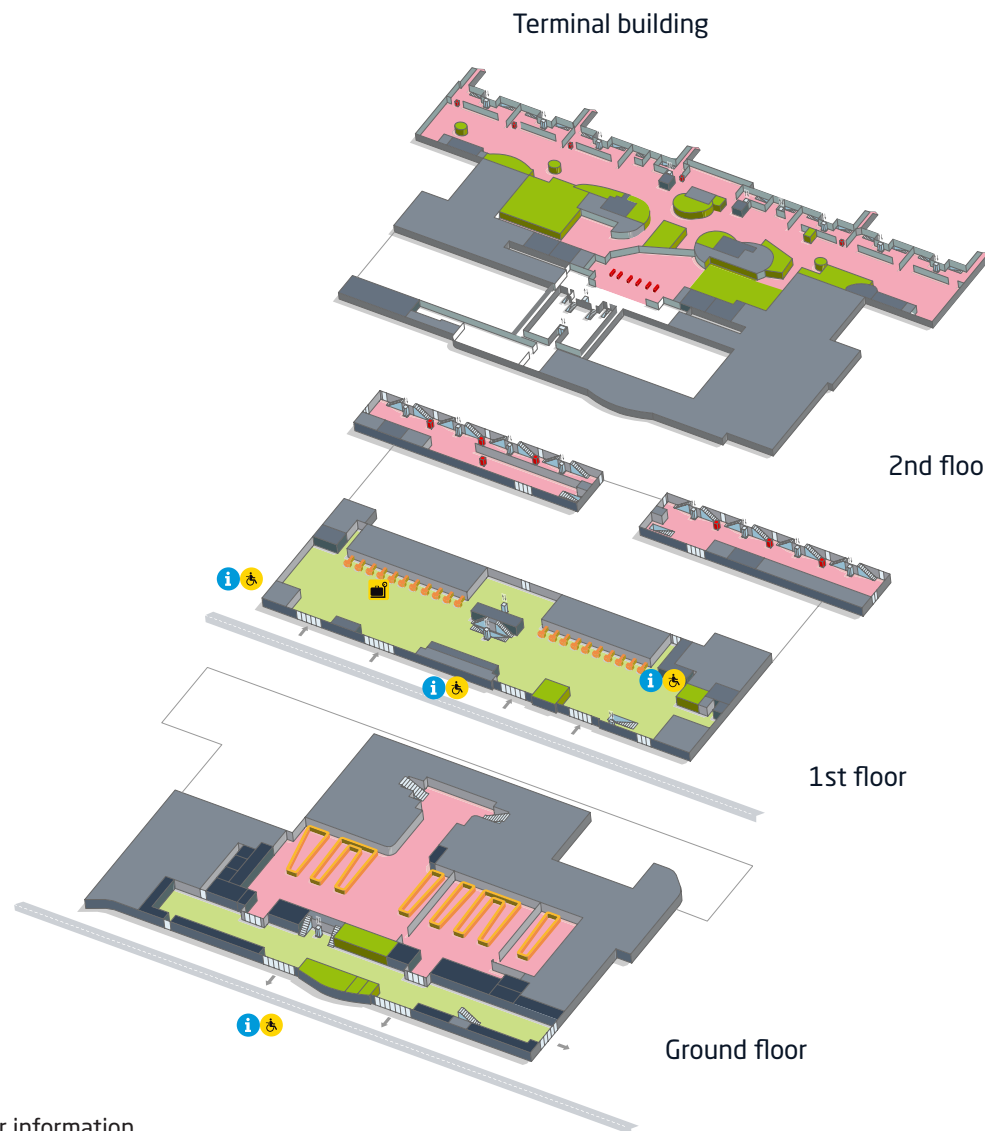 Terminal building
2nd floo
1st floor
Ground floor
r information